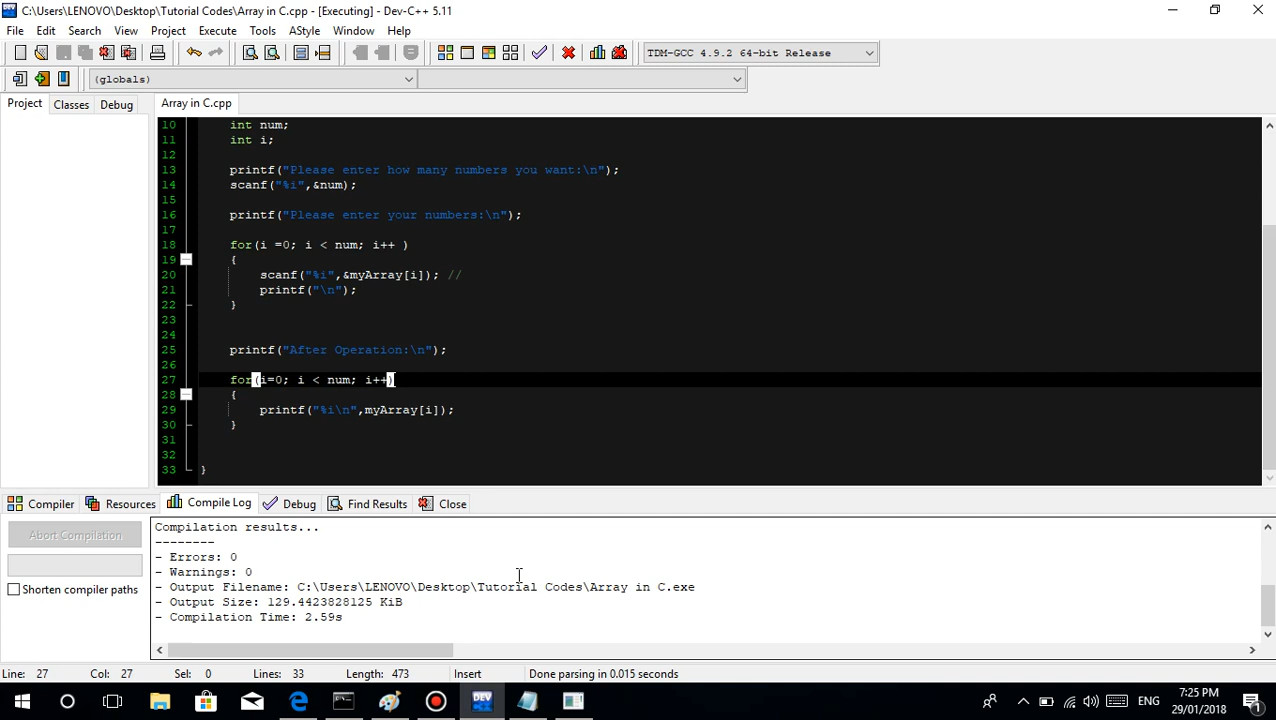 C:\Users\LENOVO\Desktop\Tutorial Codes\Array in C.cpp - [Executing] - Dev-C++ 5.11
File Edit Search View Project Execute Tools AStyle Window Help
TDM-GCC 4.9.2 64-bit Release
(globals)
Project Classes Debug Array in C.cpp
10 int num;
11 int i;
12
13 printf("Please enter how many numbers you want:\n");
14 scanf("%i",&num);
15
16 printf("Please enter your numbers:\n");
17
18 for(i =0; i < num; i++ )
19 {
20 scanf("%i",&myArray[i]); //
21 printf("\n");
22 }
23
24
25 printf("After Operation:\n");
26
27 for(i=0; i < num; i++)
28 {
29 printf("%i\n",myArray[i]);
30 }
31
32
33 }
Compiler Resources Compile Log Debug Find Results Close
Abort Compilation
Shorten compiler paths
Compilation results...
--------
- Errors: 0
- Warnings: 0
- Output Filename: C:\Users\LENOVO\Desktop\Tutorial Codes\Array in C.exe
- Output Size: 129.4423828125 KiB
- Compilation Time: 2.59s
Line: 27 Col: 27 Sel: 0 Lines: 33 Length: 473 Insert Done parsing in 0.015 seconds
DEV
ENG
7:25 PM
29/01/2018
1